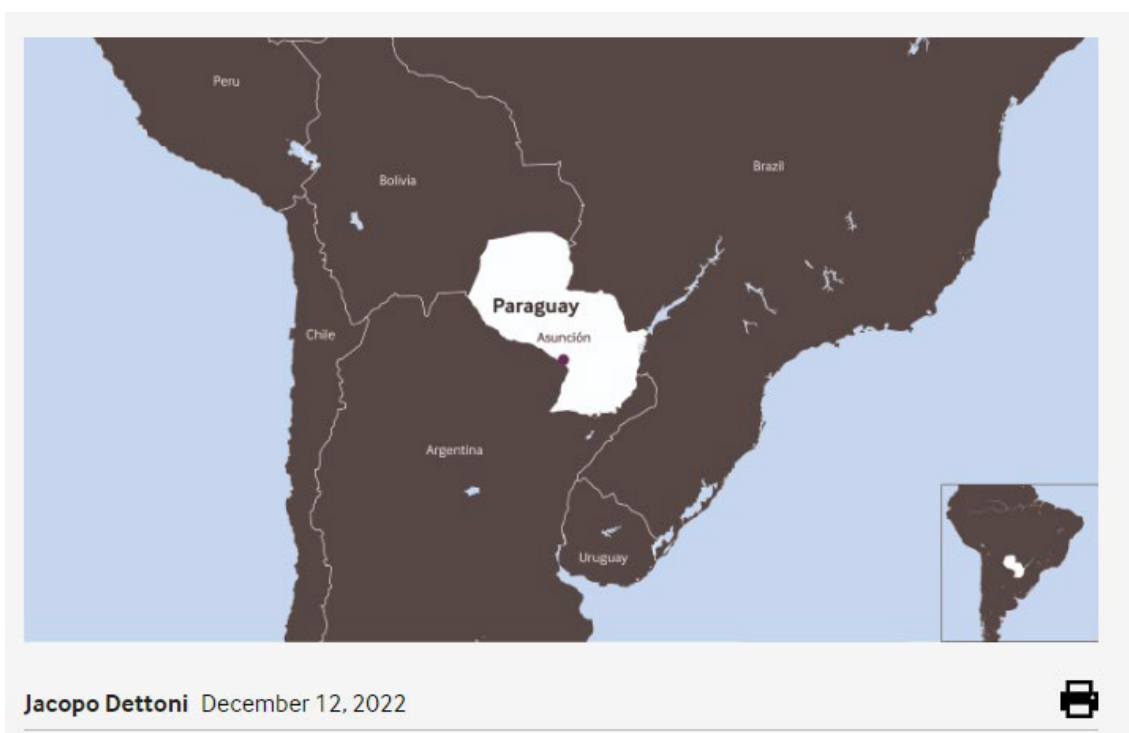 Peru
Brazil
Bolivia
Paraguay
Chile
Asunción
Argentina
Uruguay
Jacopo Dettoni December 12, 2022